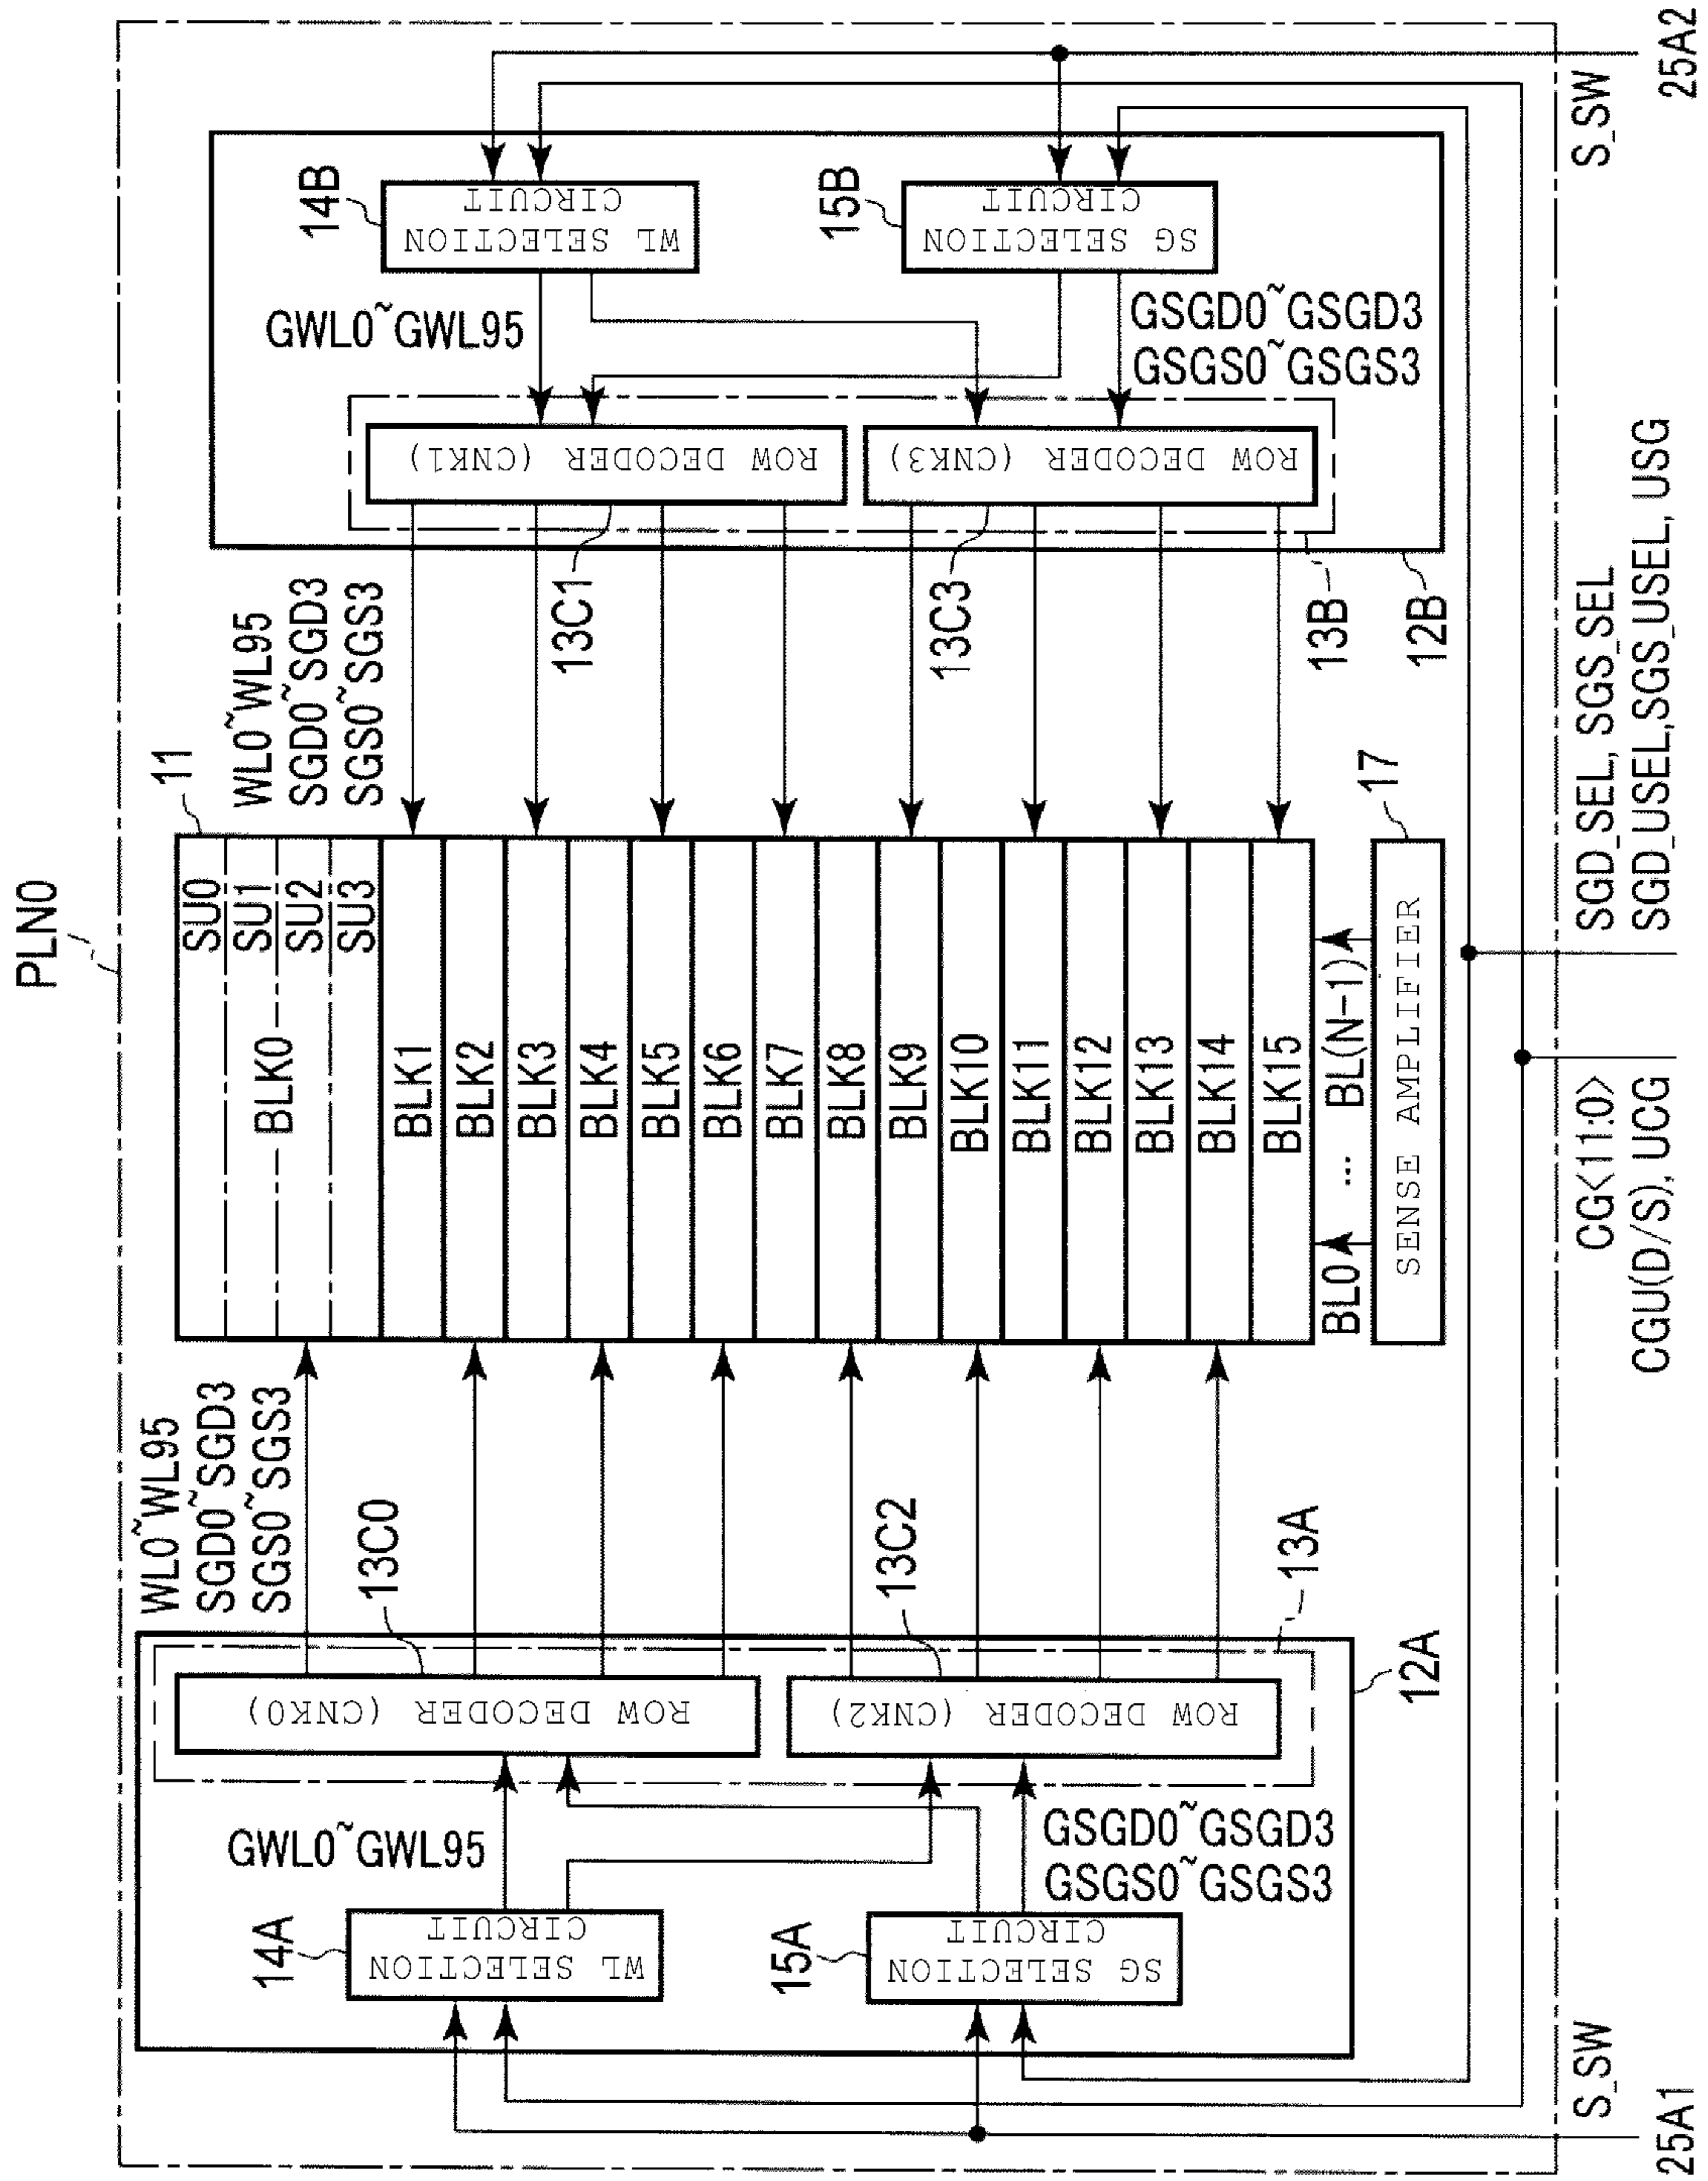 PLN0
11
SU0
SU1
SU2
SU3
BLK0
BLK1
BLK2
BLK3
BLK4
BLK5
BLK6
BLK7
BLK8
BLK9
BLK10
BLK11
BLK12
BLK13
BLK14
BLK15
BL0 ... BL(N-1)
SENSE AMPLIFIER
17
WL0~WL95
SGD0~SGD3
SGS0~SGS3
13C0
ROW DECODER (CNK0)
13C2
ROW DECODER (CNK2)
13A
12A
GWL0~GWL95
GSGD0~GSGD3
GSGS0~GSGS3
14A
WL SELECTION
CIRCUIT
15A
SG SELECTION
CIRCUIT
WL0~WL95
SGD0~SGD3
SGS0~SGS3
13C1
ROW DECODER (CNK1)
13C3
ROW DECODER (CNK3)
13B
12B
GWL0~GWL95
GSGD0~GSGD3
GSGS0~GSGS3
14B
WL SELECTION
CIRCUIT
15B
SG SELECTION
CIRCUIT
S_SW
25A1
CG<11:0>
CGU(D/S), UCG
SGD_SEL, SGS_SEL
SGD_USEL,SGS_USEL, USG
S_SW
25A2